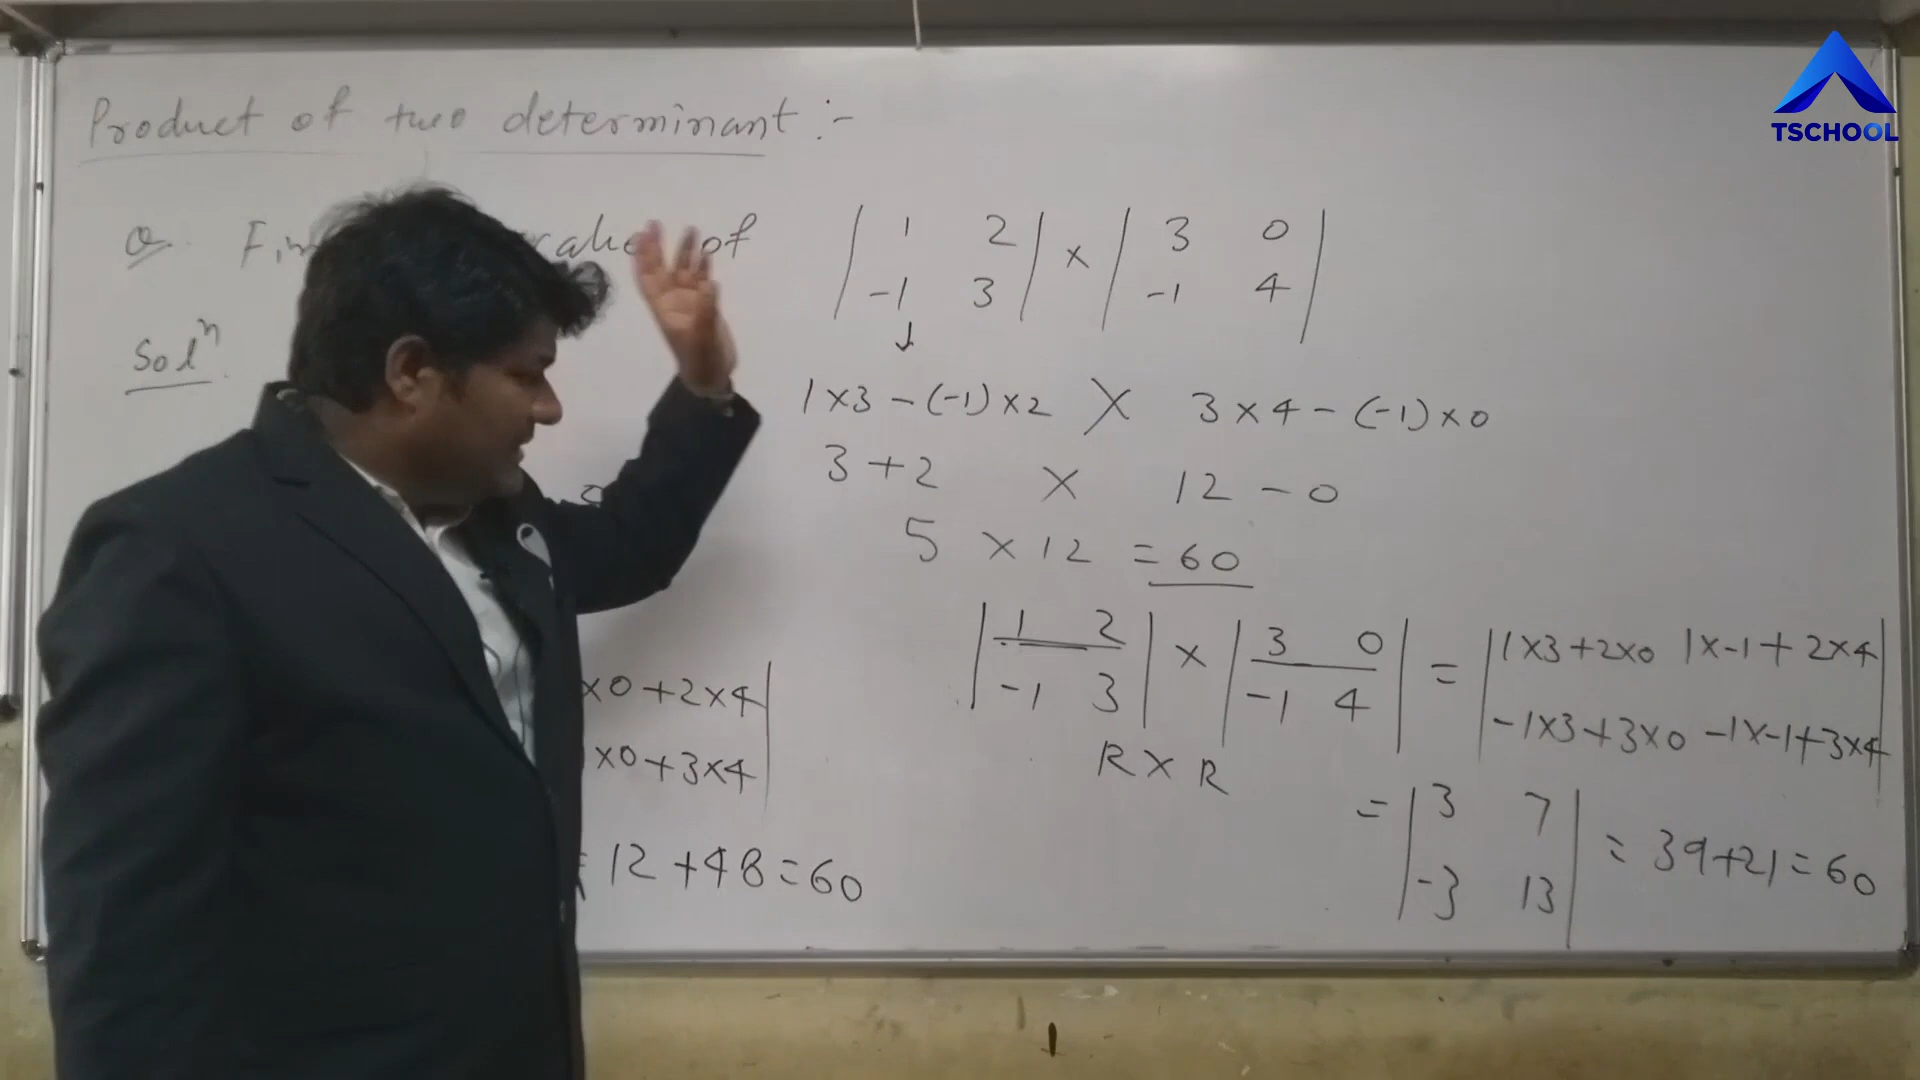 TSCHOOL
Product of two determinant :-
Q. of | 1 2 | × | 3 0 |
| -1 3 | | -1 4 |
↓
Solⁿ
1×3 - (-1)×2 × 3×4 - (-1)×0
3+2 × 12 - 0
5 × 12 = 60
| 1 2 | × | 3 0 | = | 1×3+2×0 1×-1+2×4 |
| -1 3 | | -1 4 | | -1×3+3×0 -1×-1+3×4 |
R × R
×0+2×4 |
×0+3×4 |
= | 3 7 | = 39+21=60
| -3 13 |
= 12+48=60